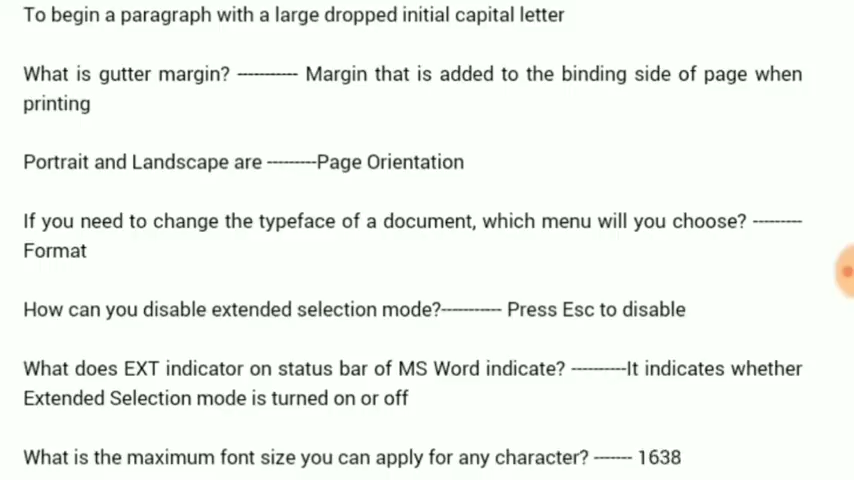 To begin a paragraph with a large dropped initial capital letter
What is gutter margin? ----------- Margin that is added to the binding side of page when
printing
Portrait and Landscape are ---------Page Orientation
If you need to change the typeface of a document, which menu will you choose? ---------
Format
How can you disable extended selection mode?----------- Press Esc to disable
What does EXT indicator on status bar of MS Word indicate? ----------It indicates whether
Extended Selection mode is turned on or off
What is the maximum font size you can apply for any character? ------- 1638